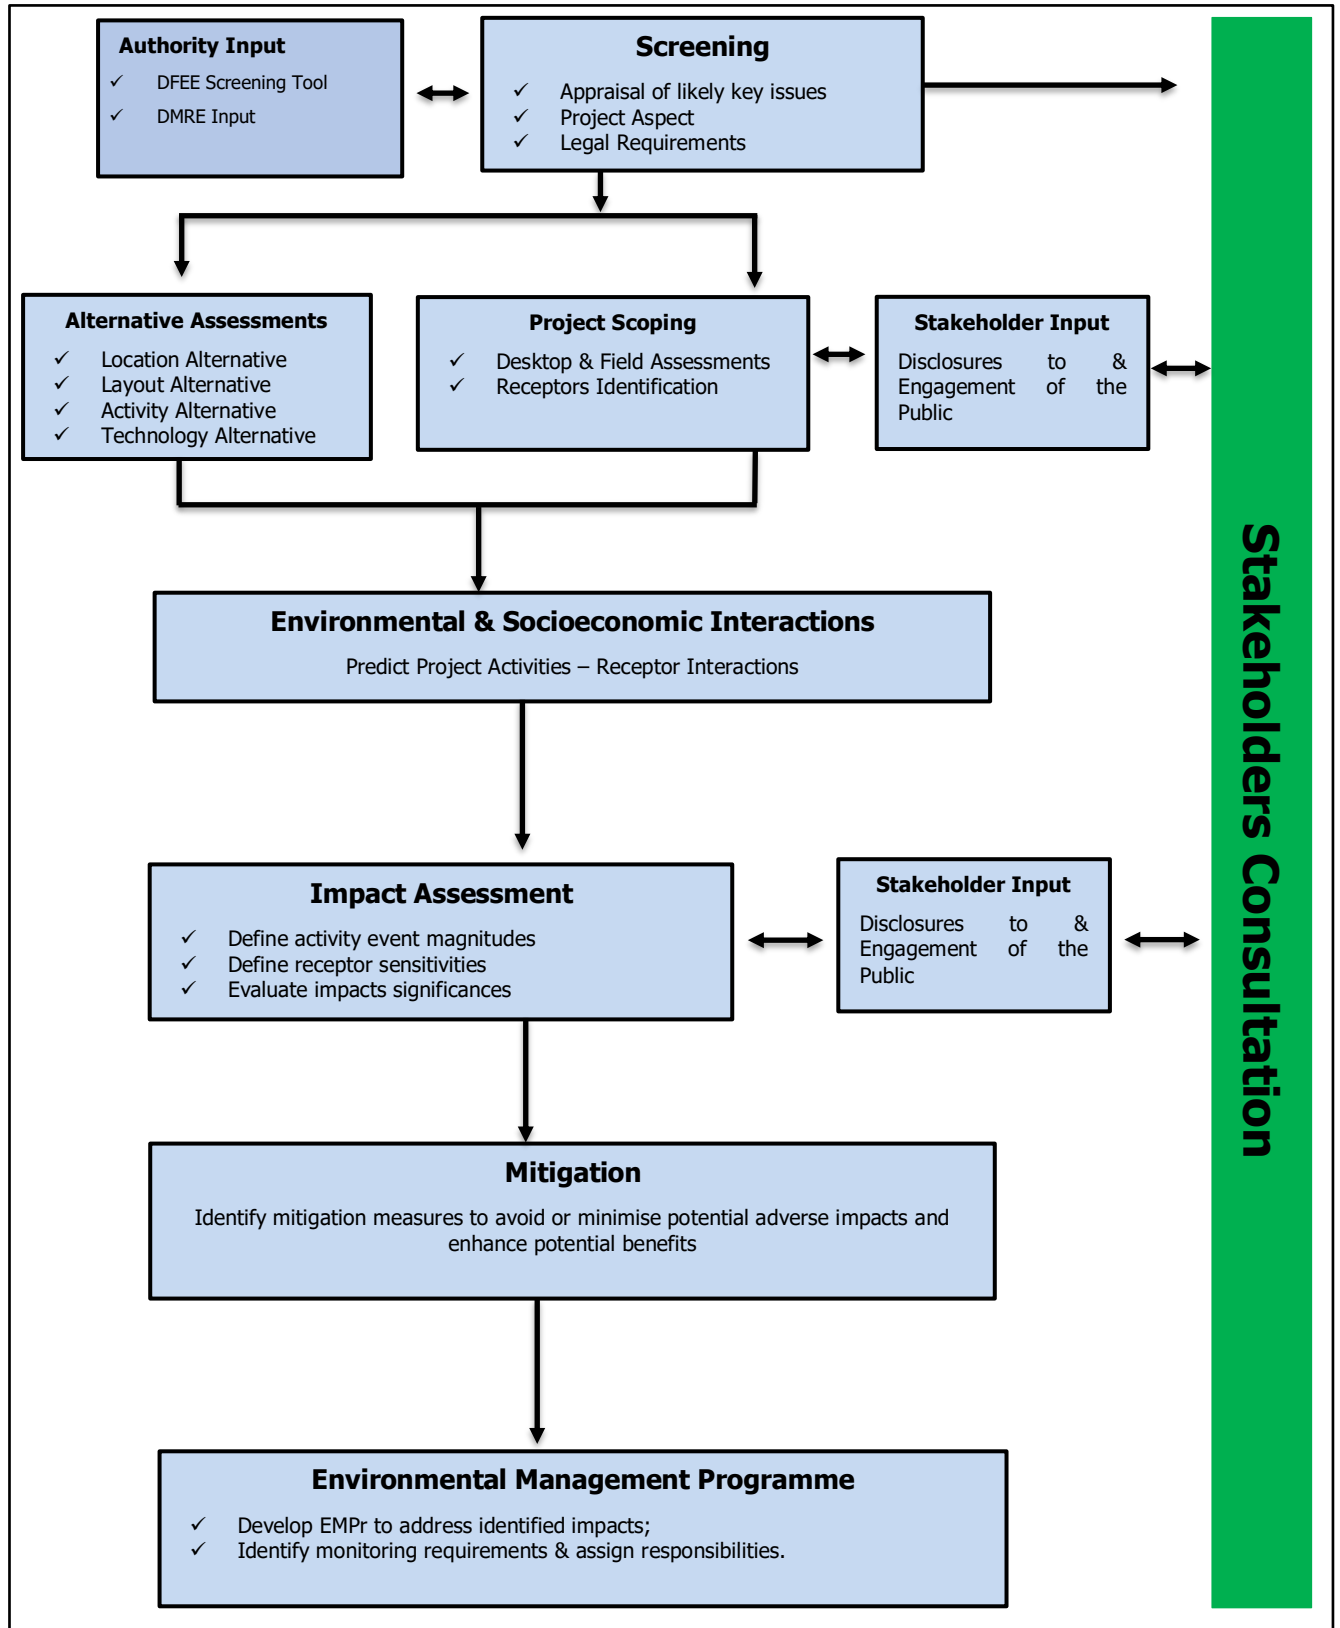 Authority Input
✓ DFEE Screening Tool
✓ DMRE Input
Screening
✓ Appraisal of likely key issues
✓ Project Aspect
✓ Legal Requirements
Alternative Assessments
✓ Location Alternative
✓ Layout Alternative
✓ Activity Alternative
✓ Technology Alternative
Project Scoping
✓ Desktop & Field Assessments
✓ Receptors Identification
Stakeholder Input
Disclosures to &
Engagement of the
Public
Environmental & Socioeconomic Interactions
Predict Project Activities – Receptor Interactions
Impact Assessment
✓ Define activity event magnitudes
✓ Define receptor sensitivities
✓ Evaluate impacts significances
Stakeholder Input
Disclosures to &
Engagement of the
Public
Mitigation
Identify mitigation measures to avoid or minimise potential adverse impacts and
enhance potential benefits
Environmental Management Programme
✓ Develop EMPr to address identified impacts;
✓ Identify monitoring requirements & assign responsibilities.
Stakeholders Consultation